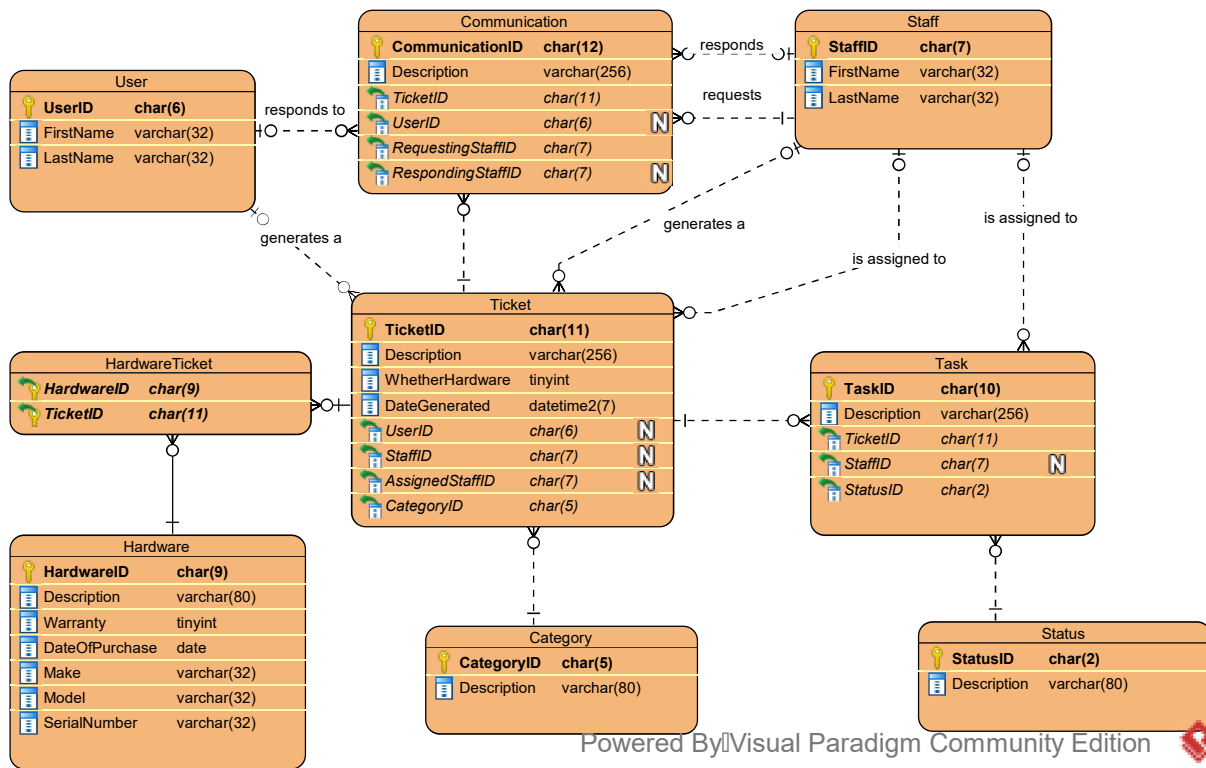 Communication
CommunicationID char(12)
Description varchar(256)
TicketID char(11)
UserID char(6) N
RequestingStaffID char(7)
RespondingStaffID char(7) N
Staff
StaffID char(7)
FirstName varchar(32)
LastName varchar(32)
responds
requests
User
UserID char(6)
FirstName varchar(32)
LastName varchar(32)
responds to
generates a
generates a
is assigned to
is assigned to
Ticket
TicketID char(11)
Description varchar(256)
WhetherHardware tinyint
DateGenerated datetime2(7)
UserID char(6) N
StaffID char(7) N
AssignedStaffID char(7) N
CategoryID char(5)
HardwareTicket
HardwareID char(9)
TicketID char(11)
Task
TaskID char(10)
Description varchar(256)
TicketID char(11)
StaffID char(7) N
StatusID char(2)
Hardware
HardwareID char(9)
Description varchar(80)
Warranty tinyint
DateOfPurchase date
Make varchar(32)
Model varchar(32)
SerialNumber varchar(32)
Category
CategoryID char(5)
Description varchar(80)
Status
StatusID char(2)
Description varchar(80)
Powered By Visual Paradigm Community Edition